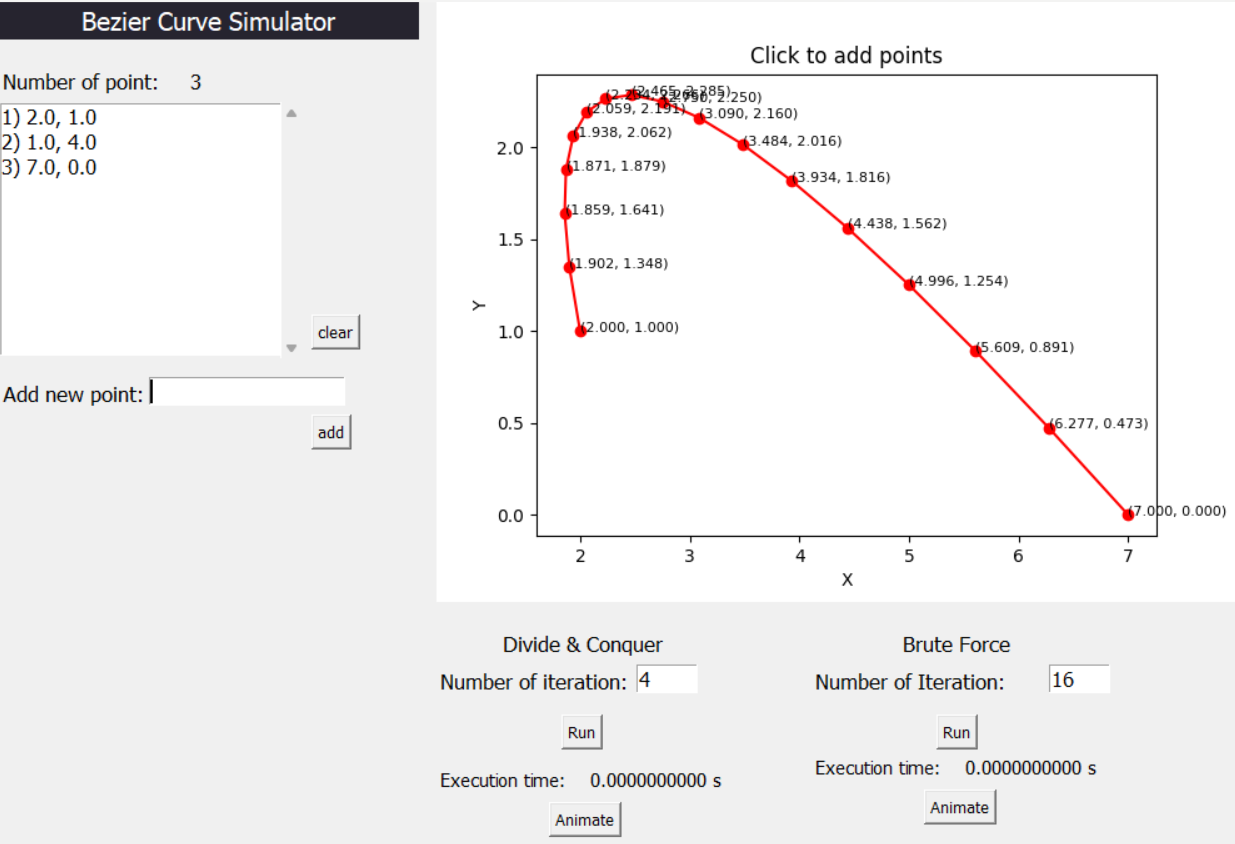 Bezier Curve Simulator
Number of point: 3
1) 2.0, 1.0
2) 1.0, 4.0
3) 7.0, 0.0
clear
Add new point:
add
Click to add points
(2.465, 2.285)
2.250)
(2.059, 2.191)
(3.090, 2.160)
(1.938, 2.062)
(3.484, 2.016)
(1.871, 1.879)
(3.934, 1.816)
(1.859, 1.641)
(4.438, 1.562)
(1.902, 1.348)
(4.996, 1.254)
(2.000, 1.000)
(5.609, 0.891)
(6.277, 0.473)
(7.000, 0.000)
2.0
1.5
1.0
0.5
0.0
Y
2 3 4 5 6 7
X
Divide & Conquer
Number of iteration: 4
Run
Execution time: 0.0000000000 s
Animate
Brute Force
Number of Iteration: 16
Run
Execution time: 0.0000000000 s
Animate